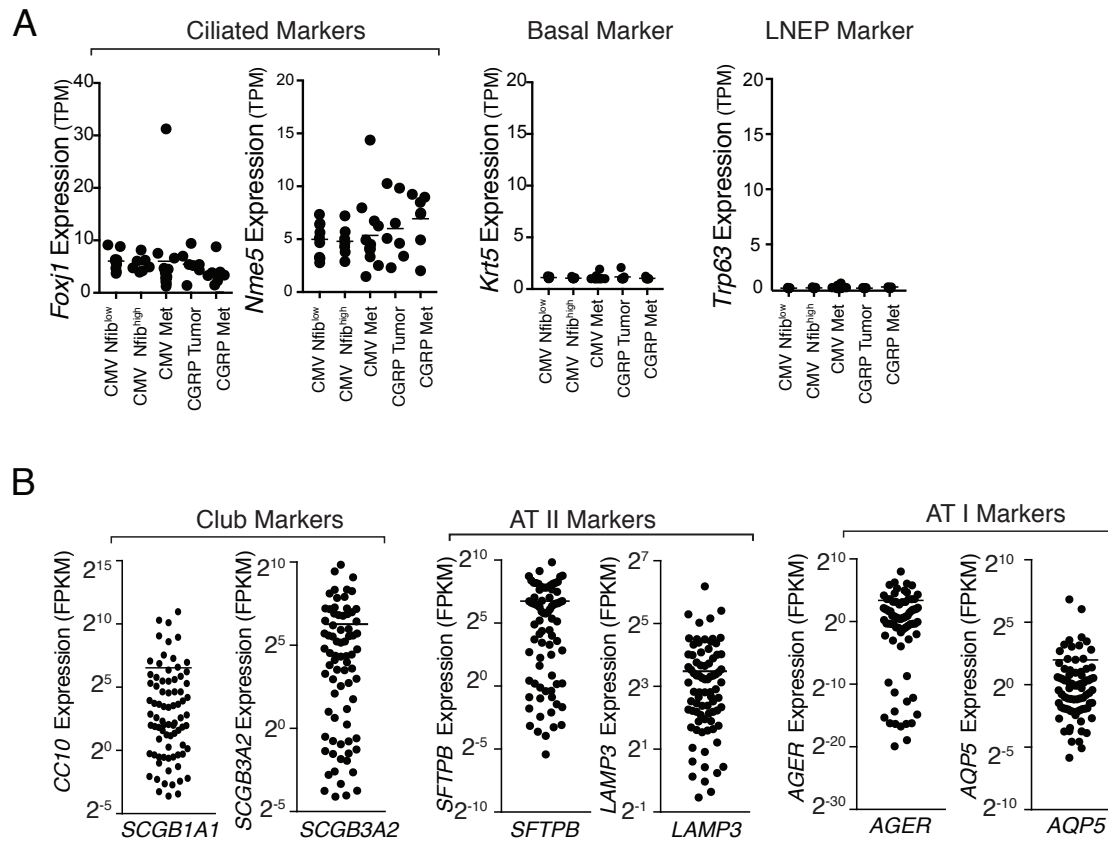 A
Ciliated Markers
Basal Marker
LNEP Marker
Foxj1 Expression (TPM)
40
30
20
10
0
CMV Nfib^low
CMV Nfib^high
CMV Met
CGRP Tumor
CGRP Met
Nme5 Expression (TPM)
20
15
10
5
0
CMV Nfib^low
CMV Nfib^high
CMV Met
CGRP Tumor
CGRP Met
Krt5 Expression (TPM)
20
15
10
5
0
CMV Nfib^low
CMV Nfib^high
CMV Met
CGRP Tumor
CGRP Met
Trp63 Expression (TPM)
20
15
10
5
0
CMV Nfib^low
CMV Nfib^high
CMV Met
CGRP Tumor
CGRP Met
B
Club Markers
AT II Markers
AT I Markers
CC10 Expression (FPKM)
2^15
2^10
2^5
2^0
2^-5
SCGB1A1
SCGB3A2 Expression (FPKM)
2^10
2^5
2^0
2^-5
SCGB3A2
SFTPB Expression (FPKM)
2^10
2^5
2^0
2^-5
2^-10
SFTPB
LAMP3 Expression (FPKM)
2^7
2^5
2^3
2^1
2^-1
LAMP3
AGER Expression (FPKM)
2^10
2^0
2^-10
2^-20
2^-30
AGER
AQP5 Expression (FPKM)
2^10
2^5
2^0
2^-5
2^-10
AQP5